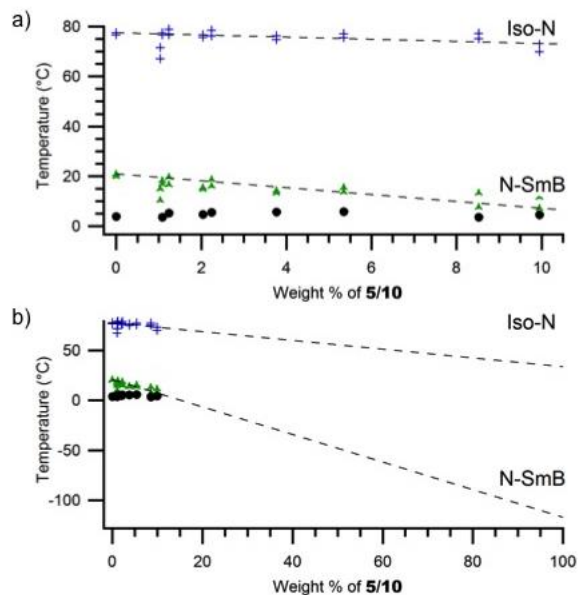 a)
80
60
40
20
0
Temperature (°C)
Iso-N
N-SmB
0
2
4
6
8
10
Weight % of 5/10
b)
50
0
-50
-100
Temperature (°C)
Iso-N
N-SmB
0
20
40
60
80
100
Weight % of 5/10